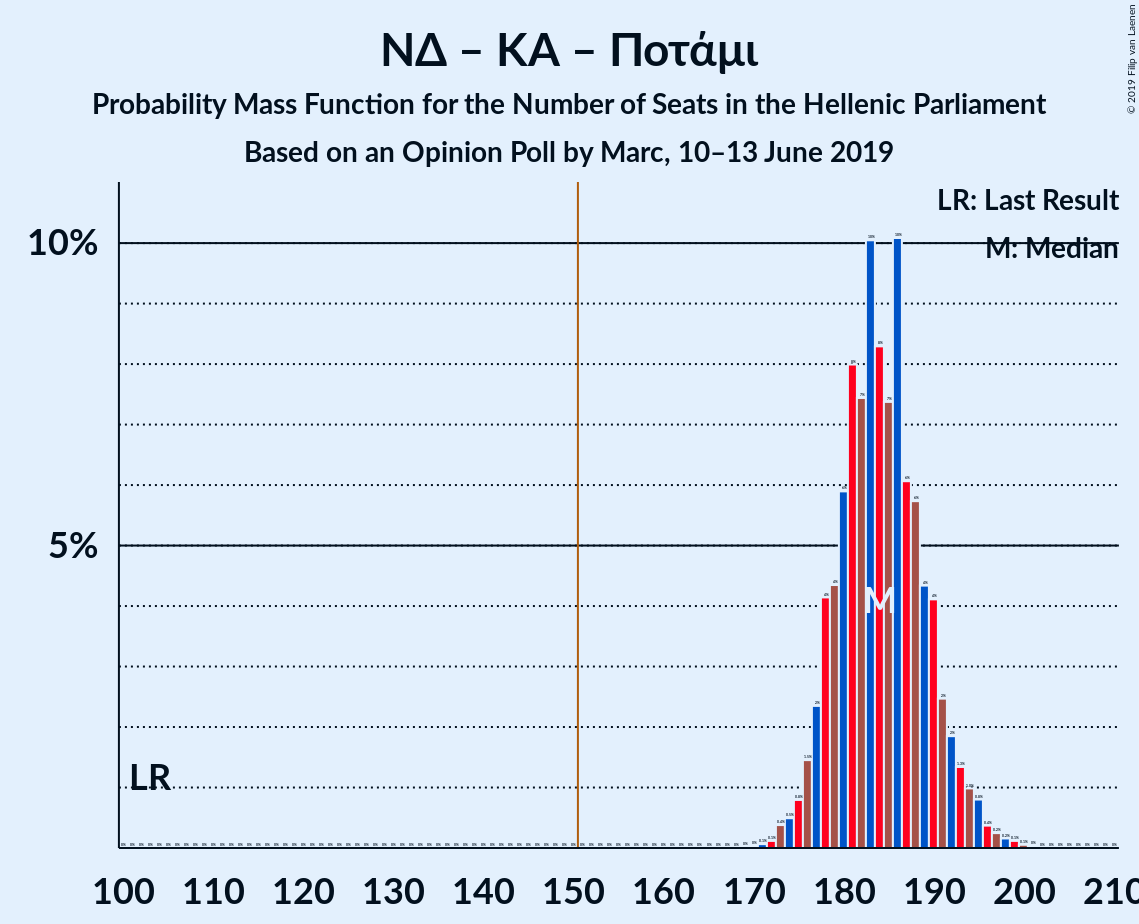 ΝΔ – ΚΑ – Ποτάμι
Probability Mass Function for the Number of Seats in the Hellenic Parliament
Based on an Opinion Poll by Marc, 10–13 June 2019
© 2019 Filip van Laenen
LR: Last Result
M: Median
10%
5%
M
LR
100 110 120 130 140 150 160 170 180 190 200 210